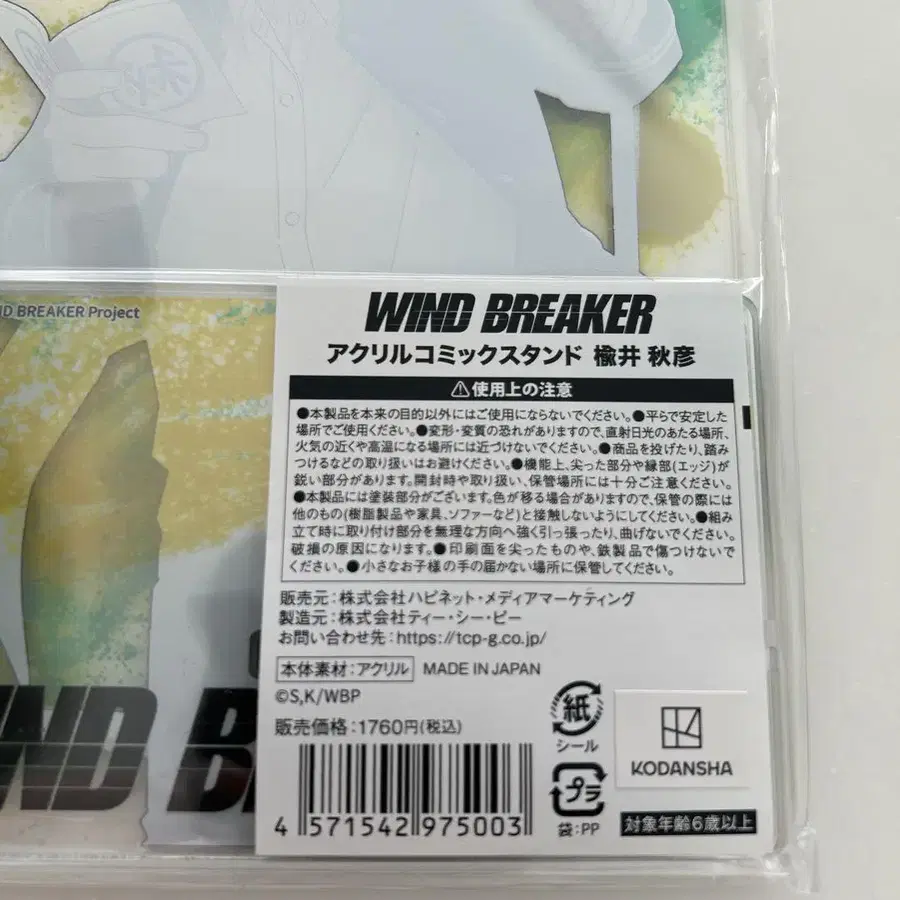 WIND BREAKER
ND BREAKER Project
アクリルコミックスタンド 楡井 秋彦
⚠使用上の注意
●本製品を本来の目的以外にはご使用にならないでください。●平らで安定した
場所でご使用ください。●変形・変質の恐れがありますので、直射日光のあたる場所、
火気の近くや高温になる場所には近づけないでください。●商品を投げたり、踏み
つけるなどの取り扱いはお避けください。●機能上、尖った部分や縁部(エッジ)が
鋭い部分があります。開封時や取り扱い、保管場所には十分ご注意ください。
●本製品には塗装部分がございます。色が移る場合がありますので、保管の際には
他のもの(樹脂製品や家具、ソファーなど)と接触しないようにしてください。●組み
立て時に取り付け部分を無理な方向へ強く引っ張ったり、曲げないでください。
破損の原因になります。●印刷面を尖ったものや、鉄製品で傷つけないで
ください。●小さなお子様の手の届かない場所に保管してください。
販売元:株式会社ハピネット・メディアマーケティング
製造元:株式会社ティー・シー・ピー
お問い合わせ先:https://tcp-g.co.jp/
本体素材:アクリル MADE IN JAPAN
©S,K/WBP
販売価格:1760円(税込)
紙
シール
KODANSHA
プラ
袋:PP
対象年齢6歳以上
4 571542 975003
IND B